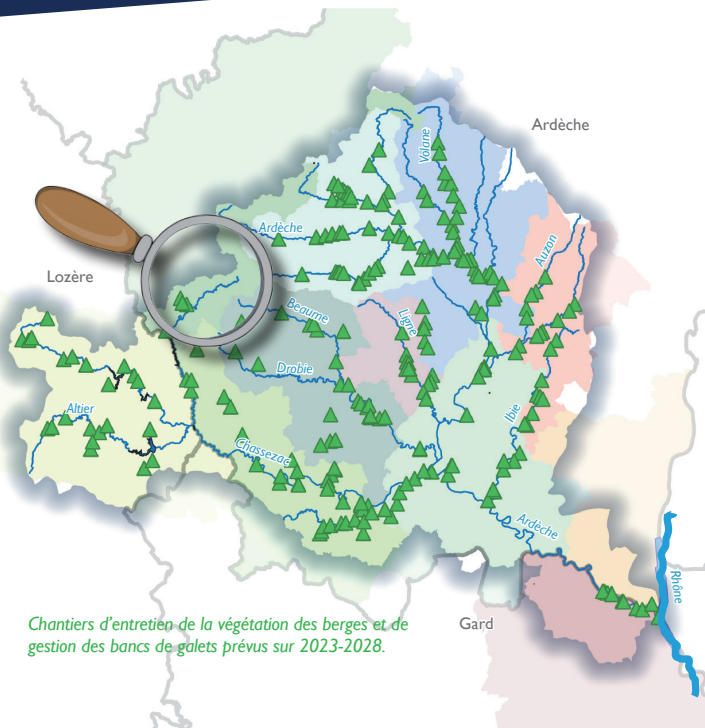 Ardèche
Volane
Ardèche
Auzon
Lozère
Beaume
Ligne
Drobie
Altier
Ibie
Chassezac
Ardèche
Rhône
Chantiers d'entretien de la végétation des berges et de
gestion des bancs de galets prévus sur 2023-2028.
Gard